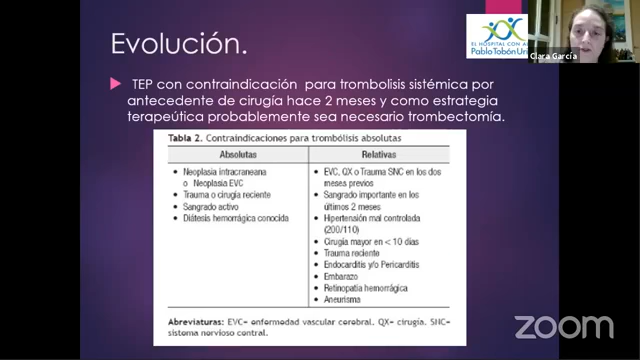 Evolución.
EL HOSPITAL CON
Pablo Tobón Uri
Clara García
TEP con contraindicación para trombolisis sistémica por
antecedente de cirugía hace 2 meses y como estrategia
terapeútica probablemente sea necesario trombectomía.
Tabla 2. Contraindicaciones para trombólisis absolutas
Absolutas
Relativas
• Neoplasia intracraneana
o Neoplasia EVC
• Trauma o cirugía reciente
• Sangrado activo
• Diátesis hemorrágica conocida
• EVC, QX o Trauma SNC en los dos
meses previos
• Sangrado importante en los
últimos 2 meses
• Hipertensión mal controlada
(200/110)
• Cirugía mayor en < 10 días
• Trauma reciente
• Endocarditis y/o Pericarditis
• Embarazo
• Retinopatía hemorrágica
• Aneurisma
Abreviaturas: EVC= enfermedad vascular cerebral. QX= cirugía. SNC=
sistema nervioso central.
zoom